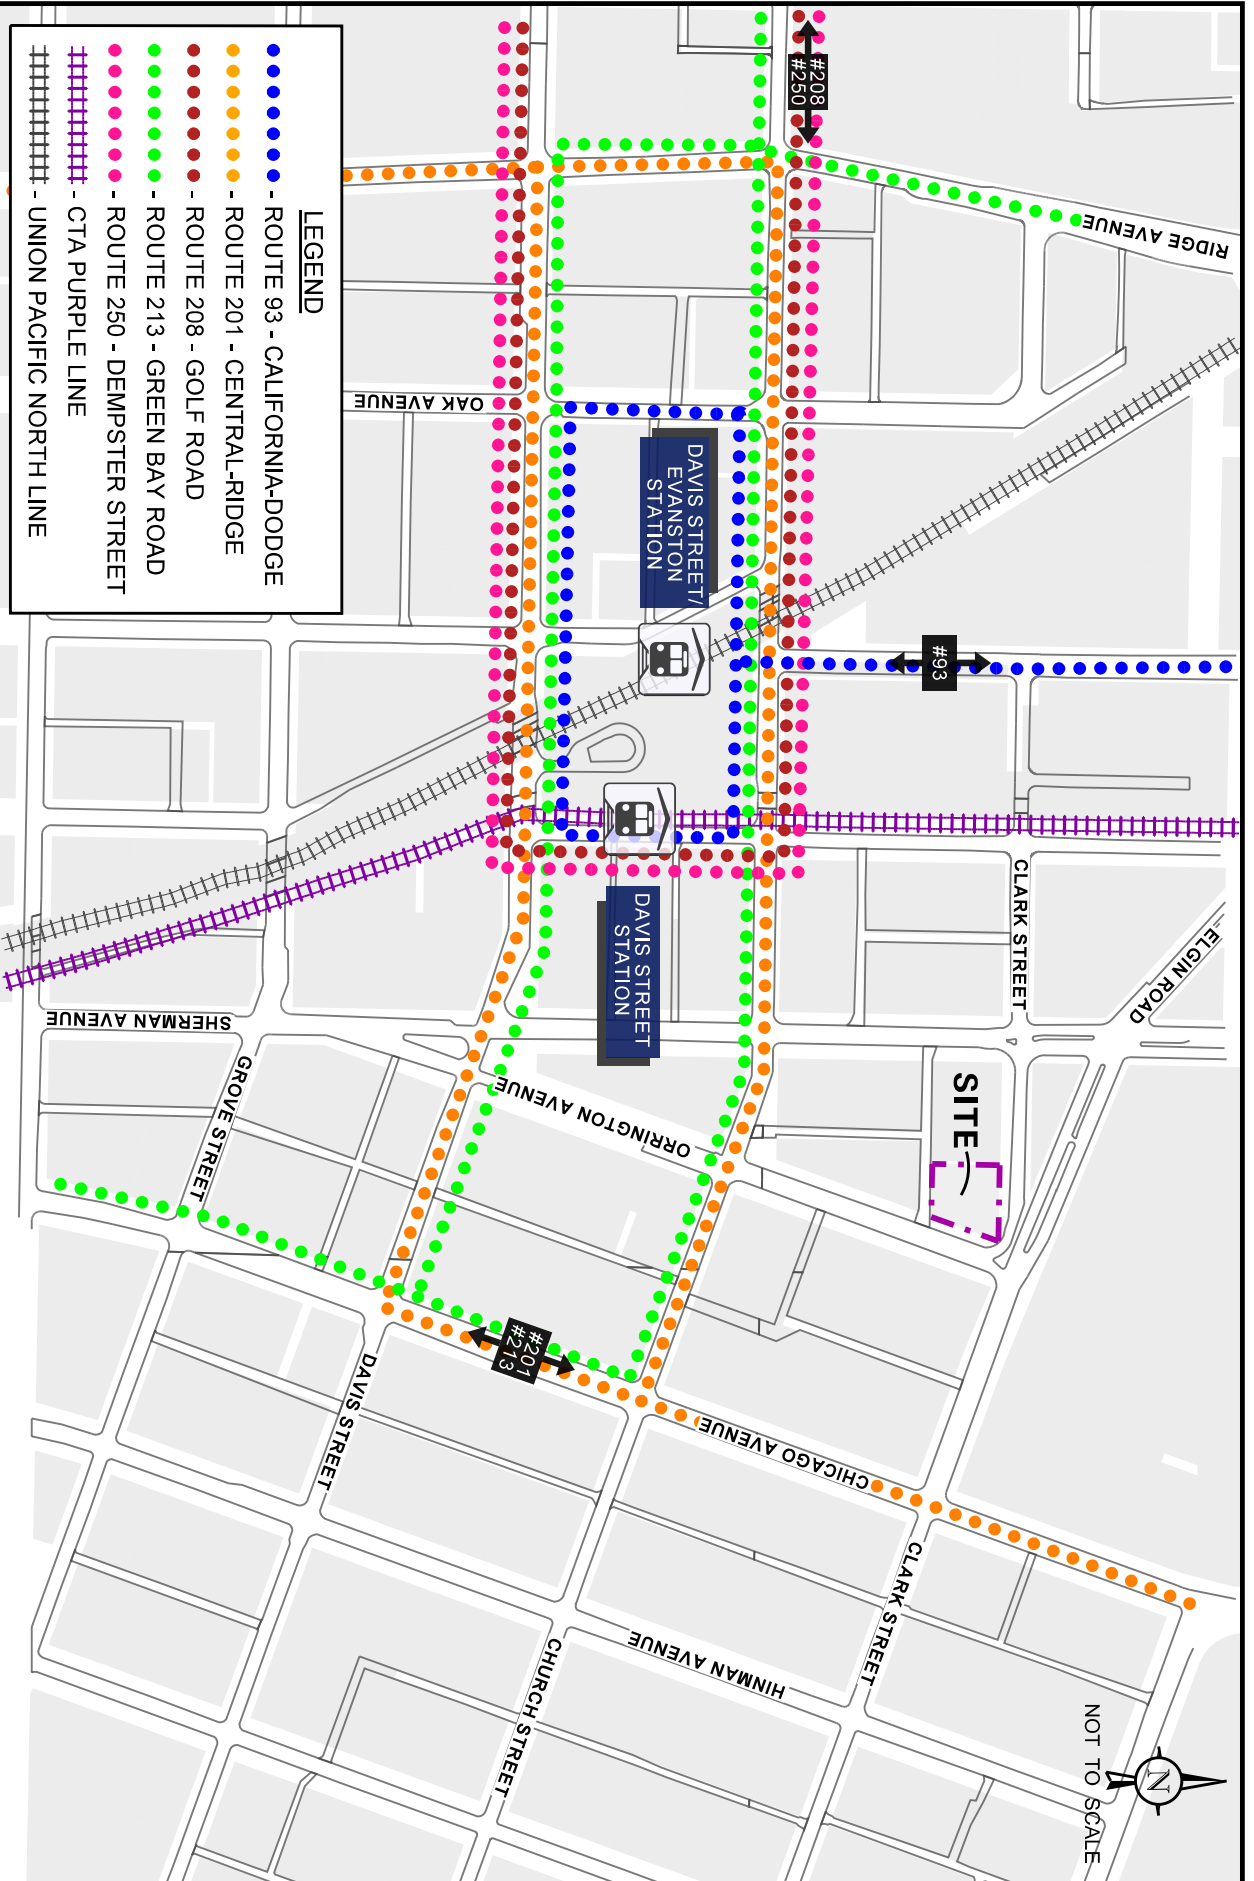 LEGEND
- ROUTE 93 - CALIFORNIA-DODGE
- ROUTE 201 - CENTRAL-RIDGE
- ROUTE 208 - GOLF ROAD
- ROUTE 213 - GREEN BAY ROAD
- ROUTE 250 - DEMPSTER STREET
- CTA PURPLE LINE
- UNION PACIFIC NORTH LINE
RIDGE AVENUE
#208
#250
OAK AVENUE
DAVIS STREET/
EVANSTON
STATION
#93
CLARK STREET
ELGIN ROAD
DAVIS STREET
STATION
SHERMAN AVENUE
GROVE STREET
ORRINGTON AVENUE
SITE
#201
#213
DAVIS STREET
CHICAGO AVENUE
CLARK STREET
HINMAN AVENUE
CHURCH STREET
NOT TO SCALE
N